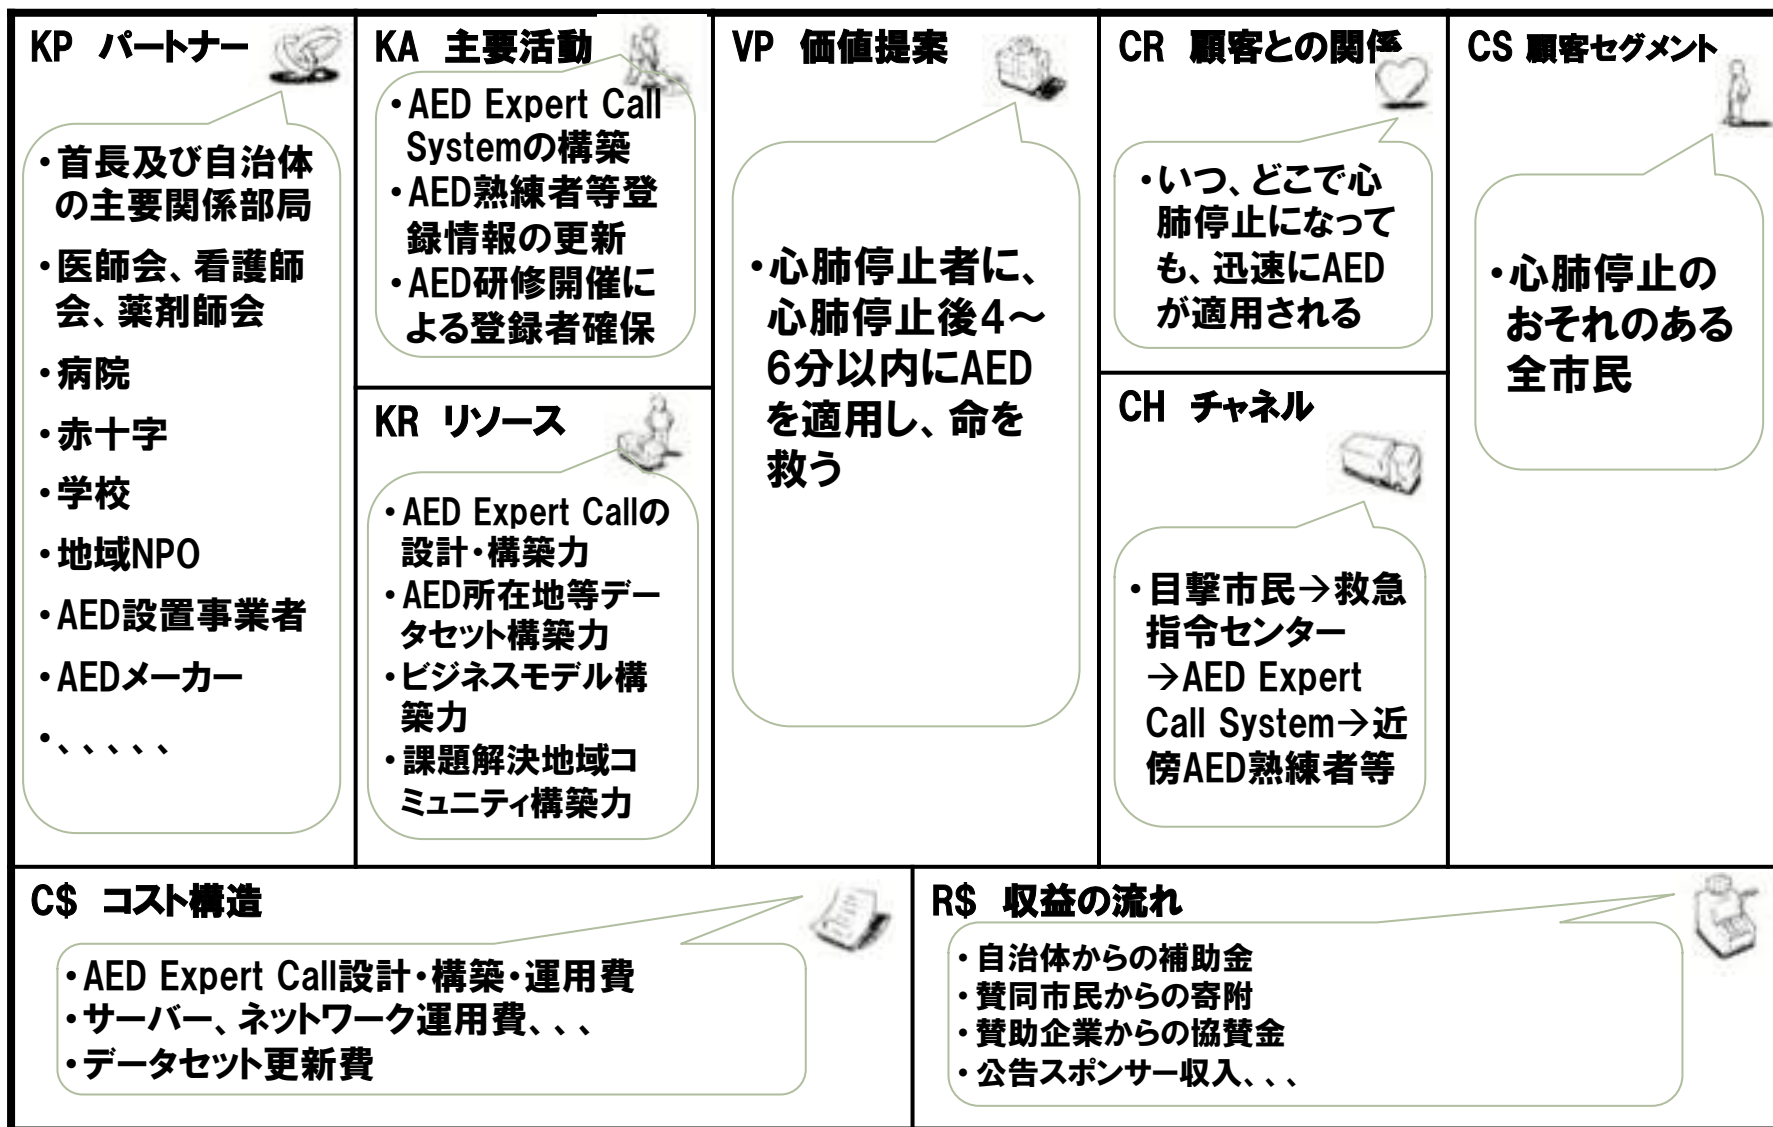 KP パートナー
・首長及び自治体
の主要関係部局
・医師会、看護師
会、薬剤師会
・病院
・赤十字
・学校
・地域NPO
・AED設置事業者
・AEDメーカー
・、、、、、
KA 主要活動
・AED Expert Call
Systemの構築
・AED熟練者等登
録情報の更新
・AED研修開催に
よる登録者確保
KR リソース
・AED Expert Callの
設計・構築力
・AED所在地等デー
タセット構築力
・ビジネスモデル構
築力
・課題解決地域コ
ミュニティ構築力
VP 価値提案
・心肺停止者に、
心肺停止後4～
6分以内にAED
を適用し、命を
救う
CR 顧客との関係
・いつ、どこで心
肺停止になって
も、迅速にAED
が適用される
CH チャネル
・目撃市民→救急
指令センター
→AED Expert
Call System→近
傍AED熟練者等
CS 顧客セグメント
・心肺停止の
おそれのある
全市民
C$ コスト構造
・AED Expert Call設計・構築・運用費
・サーバー、ネットワーク運用費、、、
・データセット更新費
R$ 収益の流れ
・自治体からの補助金
・賛同市民からの寄附
・賛助企業からの協賛金
・公告スポンサー収入、、、